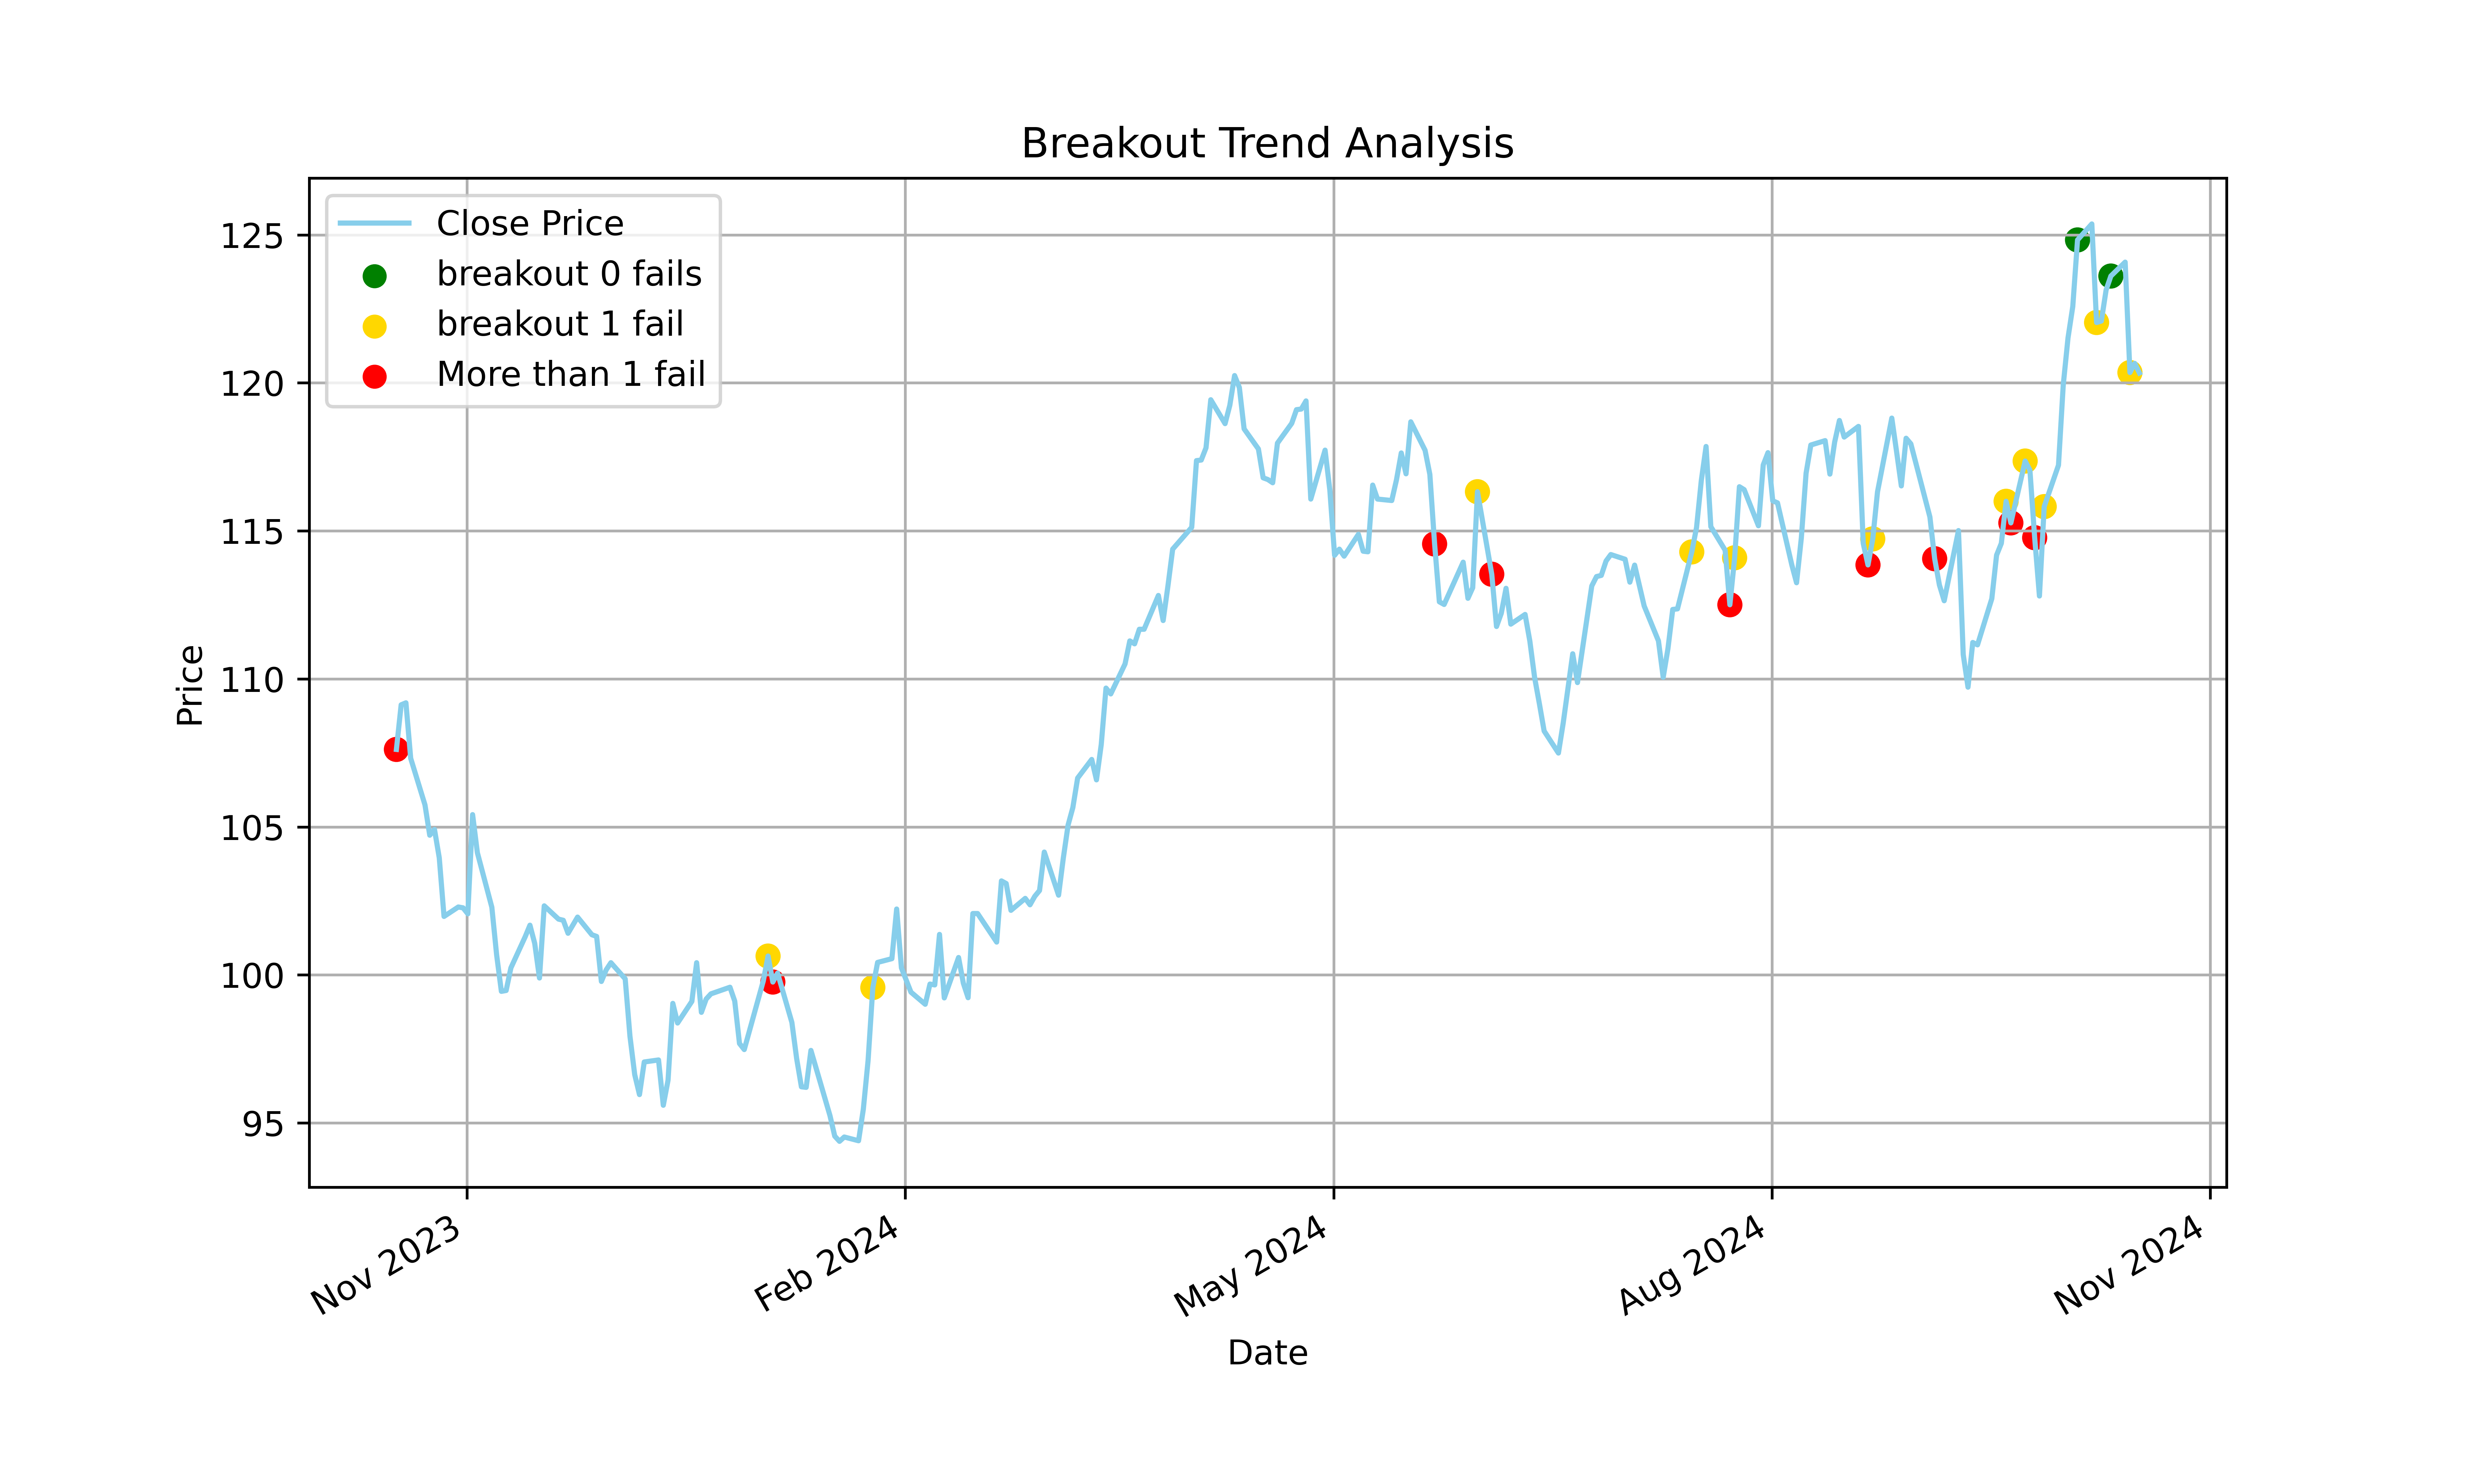 Breakout Trend Analysis
Close Price
breakout 0 fails
breakout 1 fail
More than 1 fail
125
120
115
110
105
100
95
Price
Nov 2023
Feb 2024
May 2024
Aug 2024
Nov 2024
Date